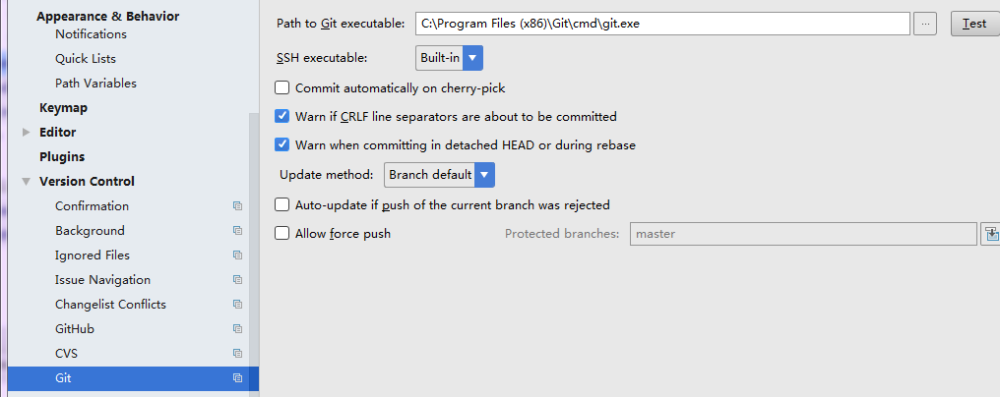 Appearance & Behavior
Notifications
Quick Lists
Path Variables
Keymap
Editor
Plugins
Version Control
Confirmation
Background
Ignored Files
Issue Navigation
Changelist Conflicts
GitHub
CVS
Git
Path to Git executable: C:\Program Files (x86)\Git\cmd\git.exe ... Test
SSH executable: Built-in
Commit automatically on cherry-pick
Warn if CRLF line separators are about to be committed
Warn when committing in detached HEAD or during rebase
Update method: Branch default
Auto-update if push of the current branch was rejected
Allow force push Protected branches: master